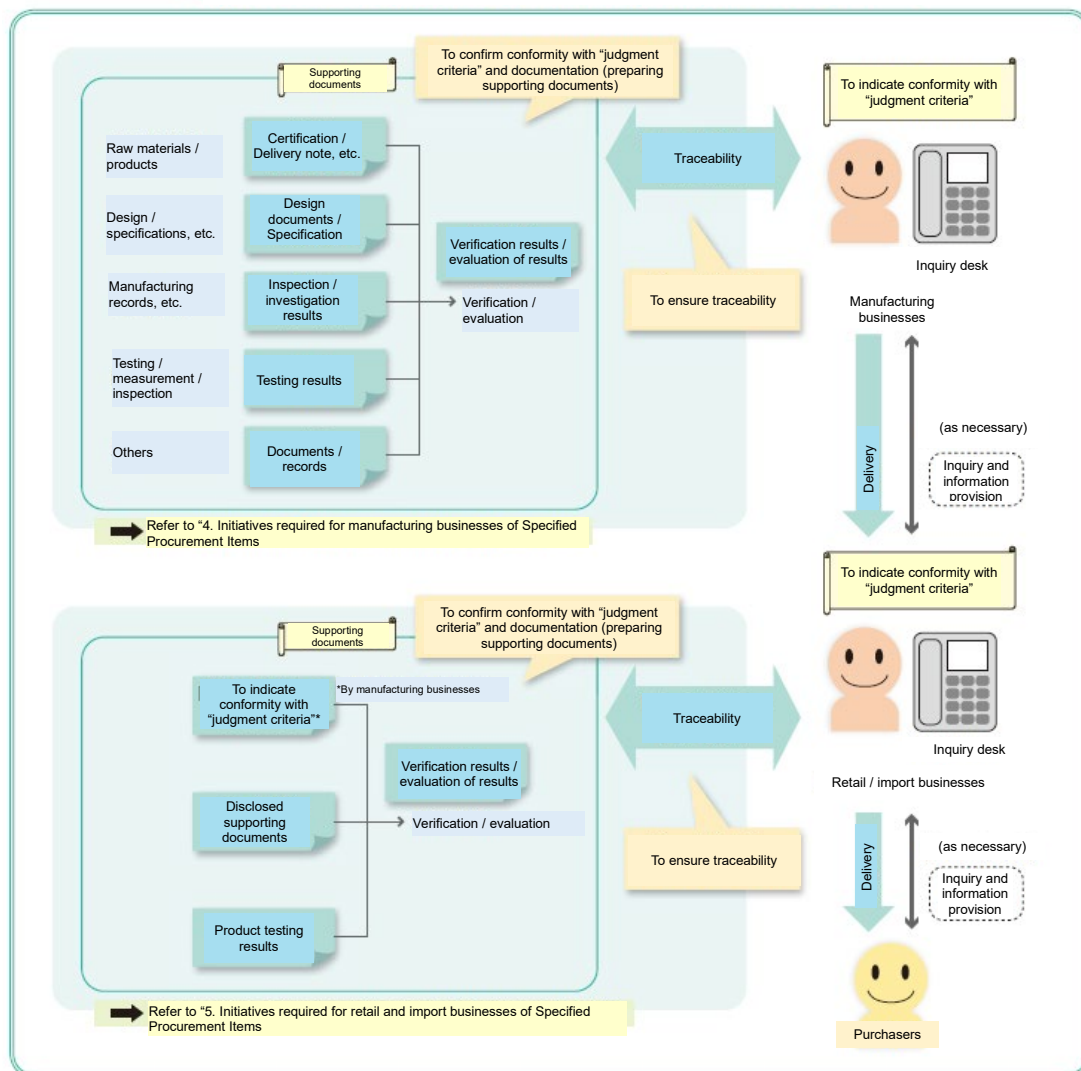 To confirm conformity with “judgment
criteria” and documentation (preparing
supporting documents)
Supporting
documents
Raw materials /
products
Certification /
Delivery note, etc.
Design /
specifications, etc.
Design
documents /
Specification
Manufacturing
records, etc.
Inspection /
investigation
results
Testing /
measurement /
inspection
Testing results
Others
Documents /
records
Verification results /
evaluation of results
Verification /
evaluation
Refer to “4. Initiatives required for manufacturing businesses of Specified
Procurement Items
Traceability
To ensure traceability
To indicate conformity with
“judgment criteria”
Inquiry desk
Manufacturing
businesses
Delivery
(as necessary)
Inquiry and
information
provision
To confirm conformity with “judgment
criteria” and documentation (preparing
supporting documents)
Supporting
documents
To indicate
conformity with
“judgment criteria”*
*By manufacturing businesses
Disclosed
supporting
documents
Product testing
results
Verification results /
evaluation of results
Verification / evaluation
Refer to “5. Initiatives required for retail and import businesses of Specified
Procurement Items
Traceability
To ensure traceability
To indicate conformity with
“judgment criteria”
Inquiry desk
Retail / import businesses
Delivery
(as necessary)
Inquiry and
information
provision
Purchasers